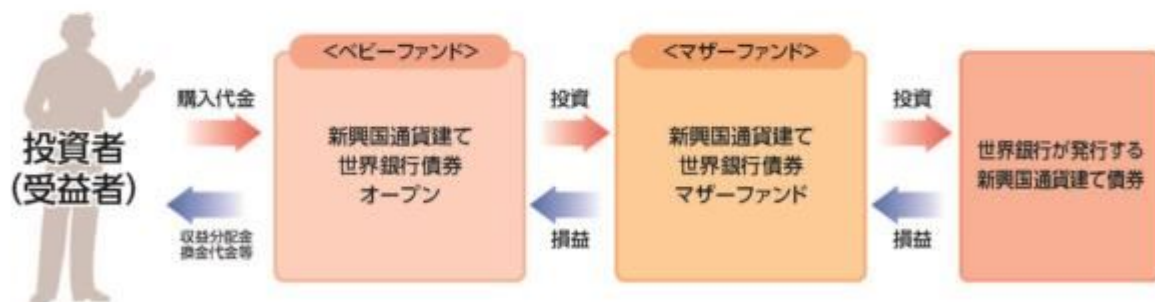 投資者
(受益者)
購入代金
収益分配金
換金代金等
<ベビーファンド>
新興国通貨建て
世界銀行債券
オープン
投資
損益
<マザーファンド>
新興国通貨建て
世界銀行債券
マザーファンド
投資
損益
世界銀行が発行する
新興国通貨建て債券